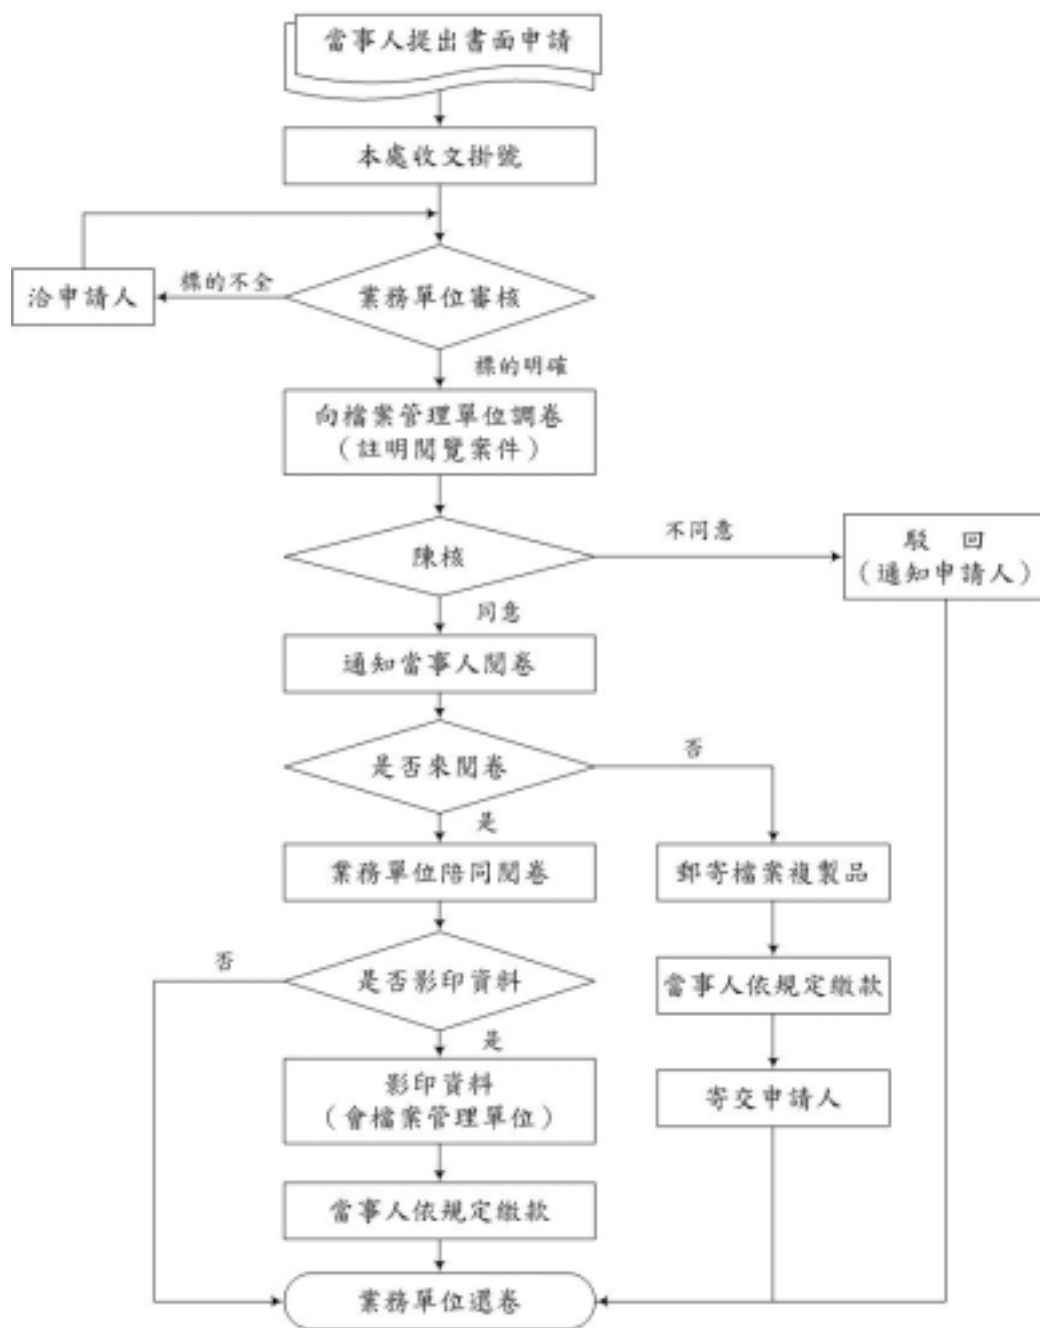 當事人提出書面申請
本處收文掛號
洽申請人
標的不全
業務單位審核
標的明確
向檔案管理單位調卷
(註明閱覽案件)
陳核
不同意
駁 回
(通知申請人)
同意
通知當事人閱卷
是否來閱卷
否
是
業務單位陪同閱卷
郵寄檔案複製品
否
是否影印資料
當事人依規定繳款
是
影印資料
(會檔案管理單位)
寄交申請人
當事人依規定繳款
業務單位還卷